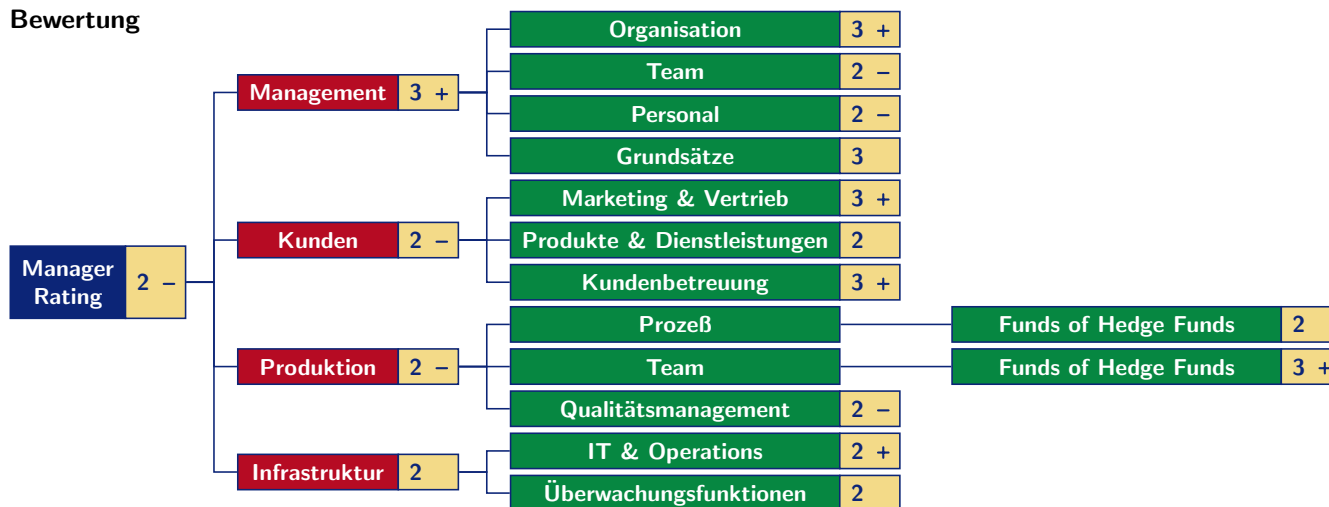 Bewertung
Organisation 3 +
Team 2 –
Management 3 +
Personal 2 –
Grundsätze 3
Marketing & Vertrieb 3 +
Kunden 2 –
Produkte & Dienstleistungen 2
Kundenbetreuung 3 +
Manager
Rating
2 –
Prozeß
Funds of Hedge Funds 2
Produktion 2 –
Team
Funds of Hedge Funds 3 +
Qualitätsmanagement 2 –
IT & Operations 2 +
Infrastruktur 2
Überwachungsfunktionen 2